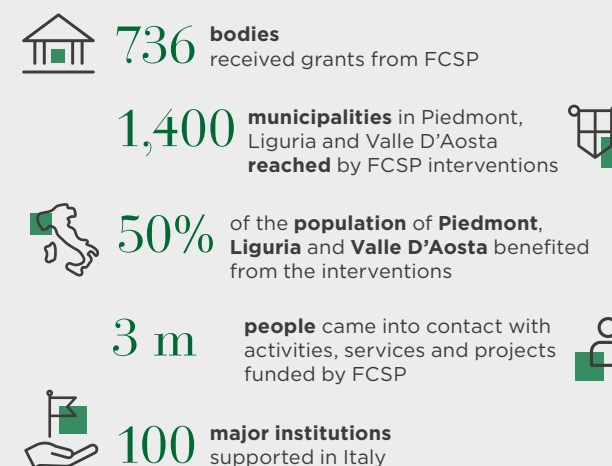 736 bodies
received grants from FCSP
1,400 municipalities in Piedmont,
Liguria and Valle D’Aosta
reached by FCSP interventions
50% of the population of Piedmont,
Liguria and Valle D’Aosta benefited
from the interventions
3 m people came into contact with
activities, services and projects
funded by FCSP
100 major institutions
supported in Italy